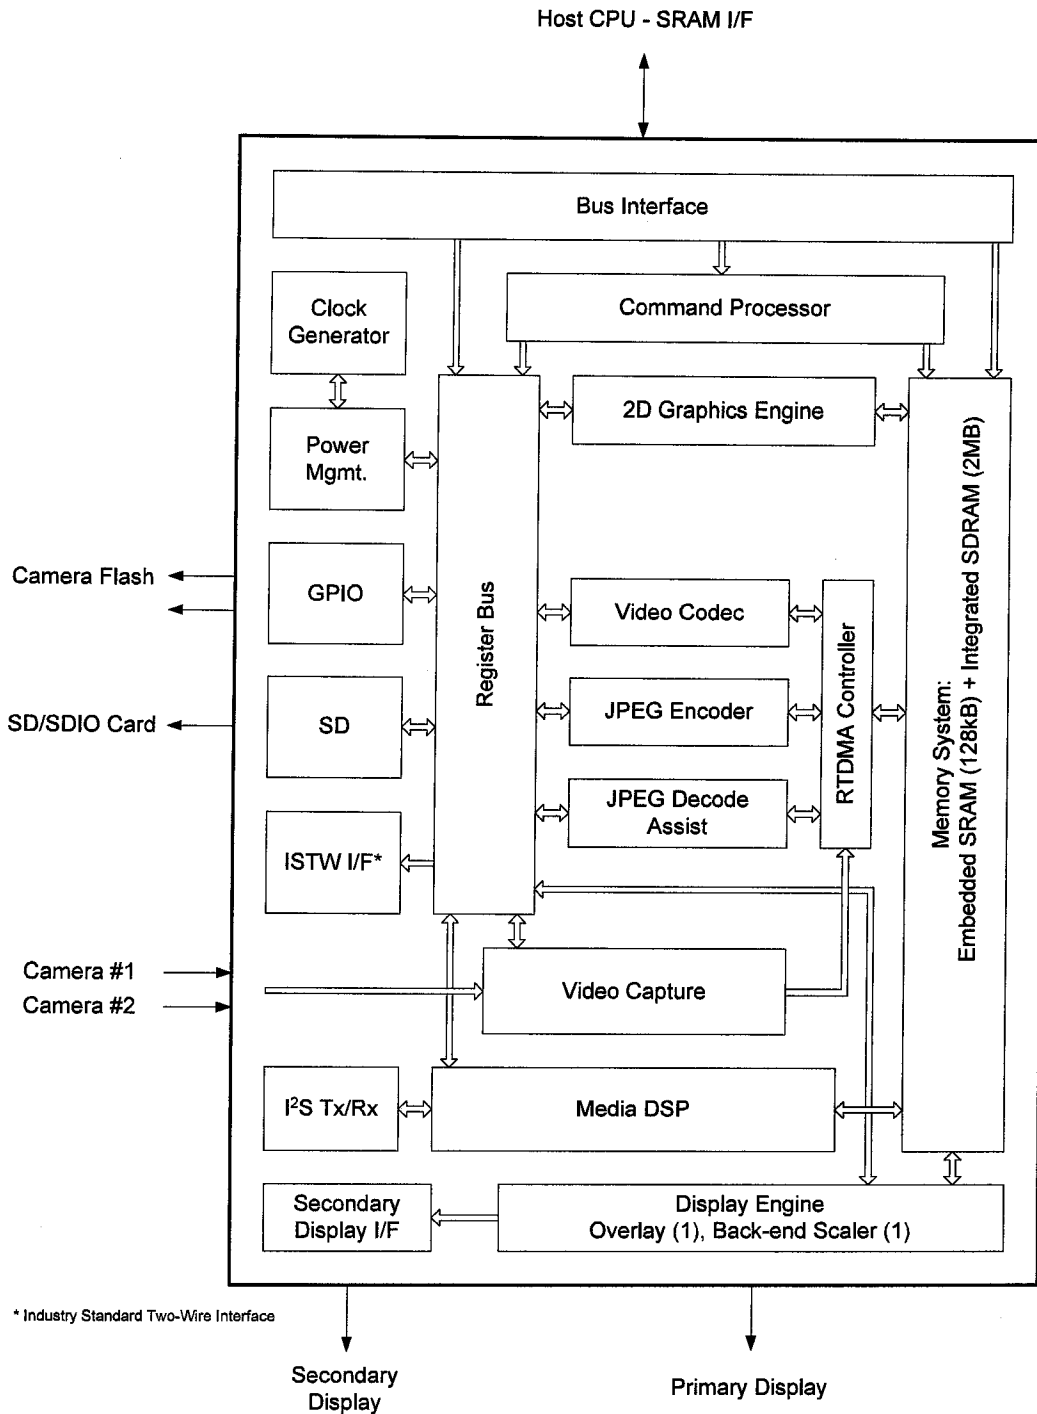 Host CPU - SRAM I/F
Bus Interface
Clock
Generator
Command Processor
Power
Mgmt.
2D Graphics Engine
Camera Flash
GPIO
Register Bus
Video Codec
RTDMA Controller
Memory System:
Embedded SRAM (128kB) + Integrated SDRAM (2MB)
SD/SDIO Card
SD
JPEG Encoder
JPEG Decode
Assist
ISTW I/F*
Camera #1
Camera #2
Video Capture
I²S Tx/Rx
Media DSP
Secondary
Display I/F
Display Engine
Overlay (1), Back-end Scaler (1)
* Industry Standard Two-Wire Interface
Secondary
Display
Primary Display